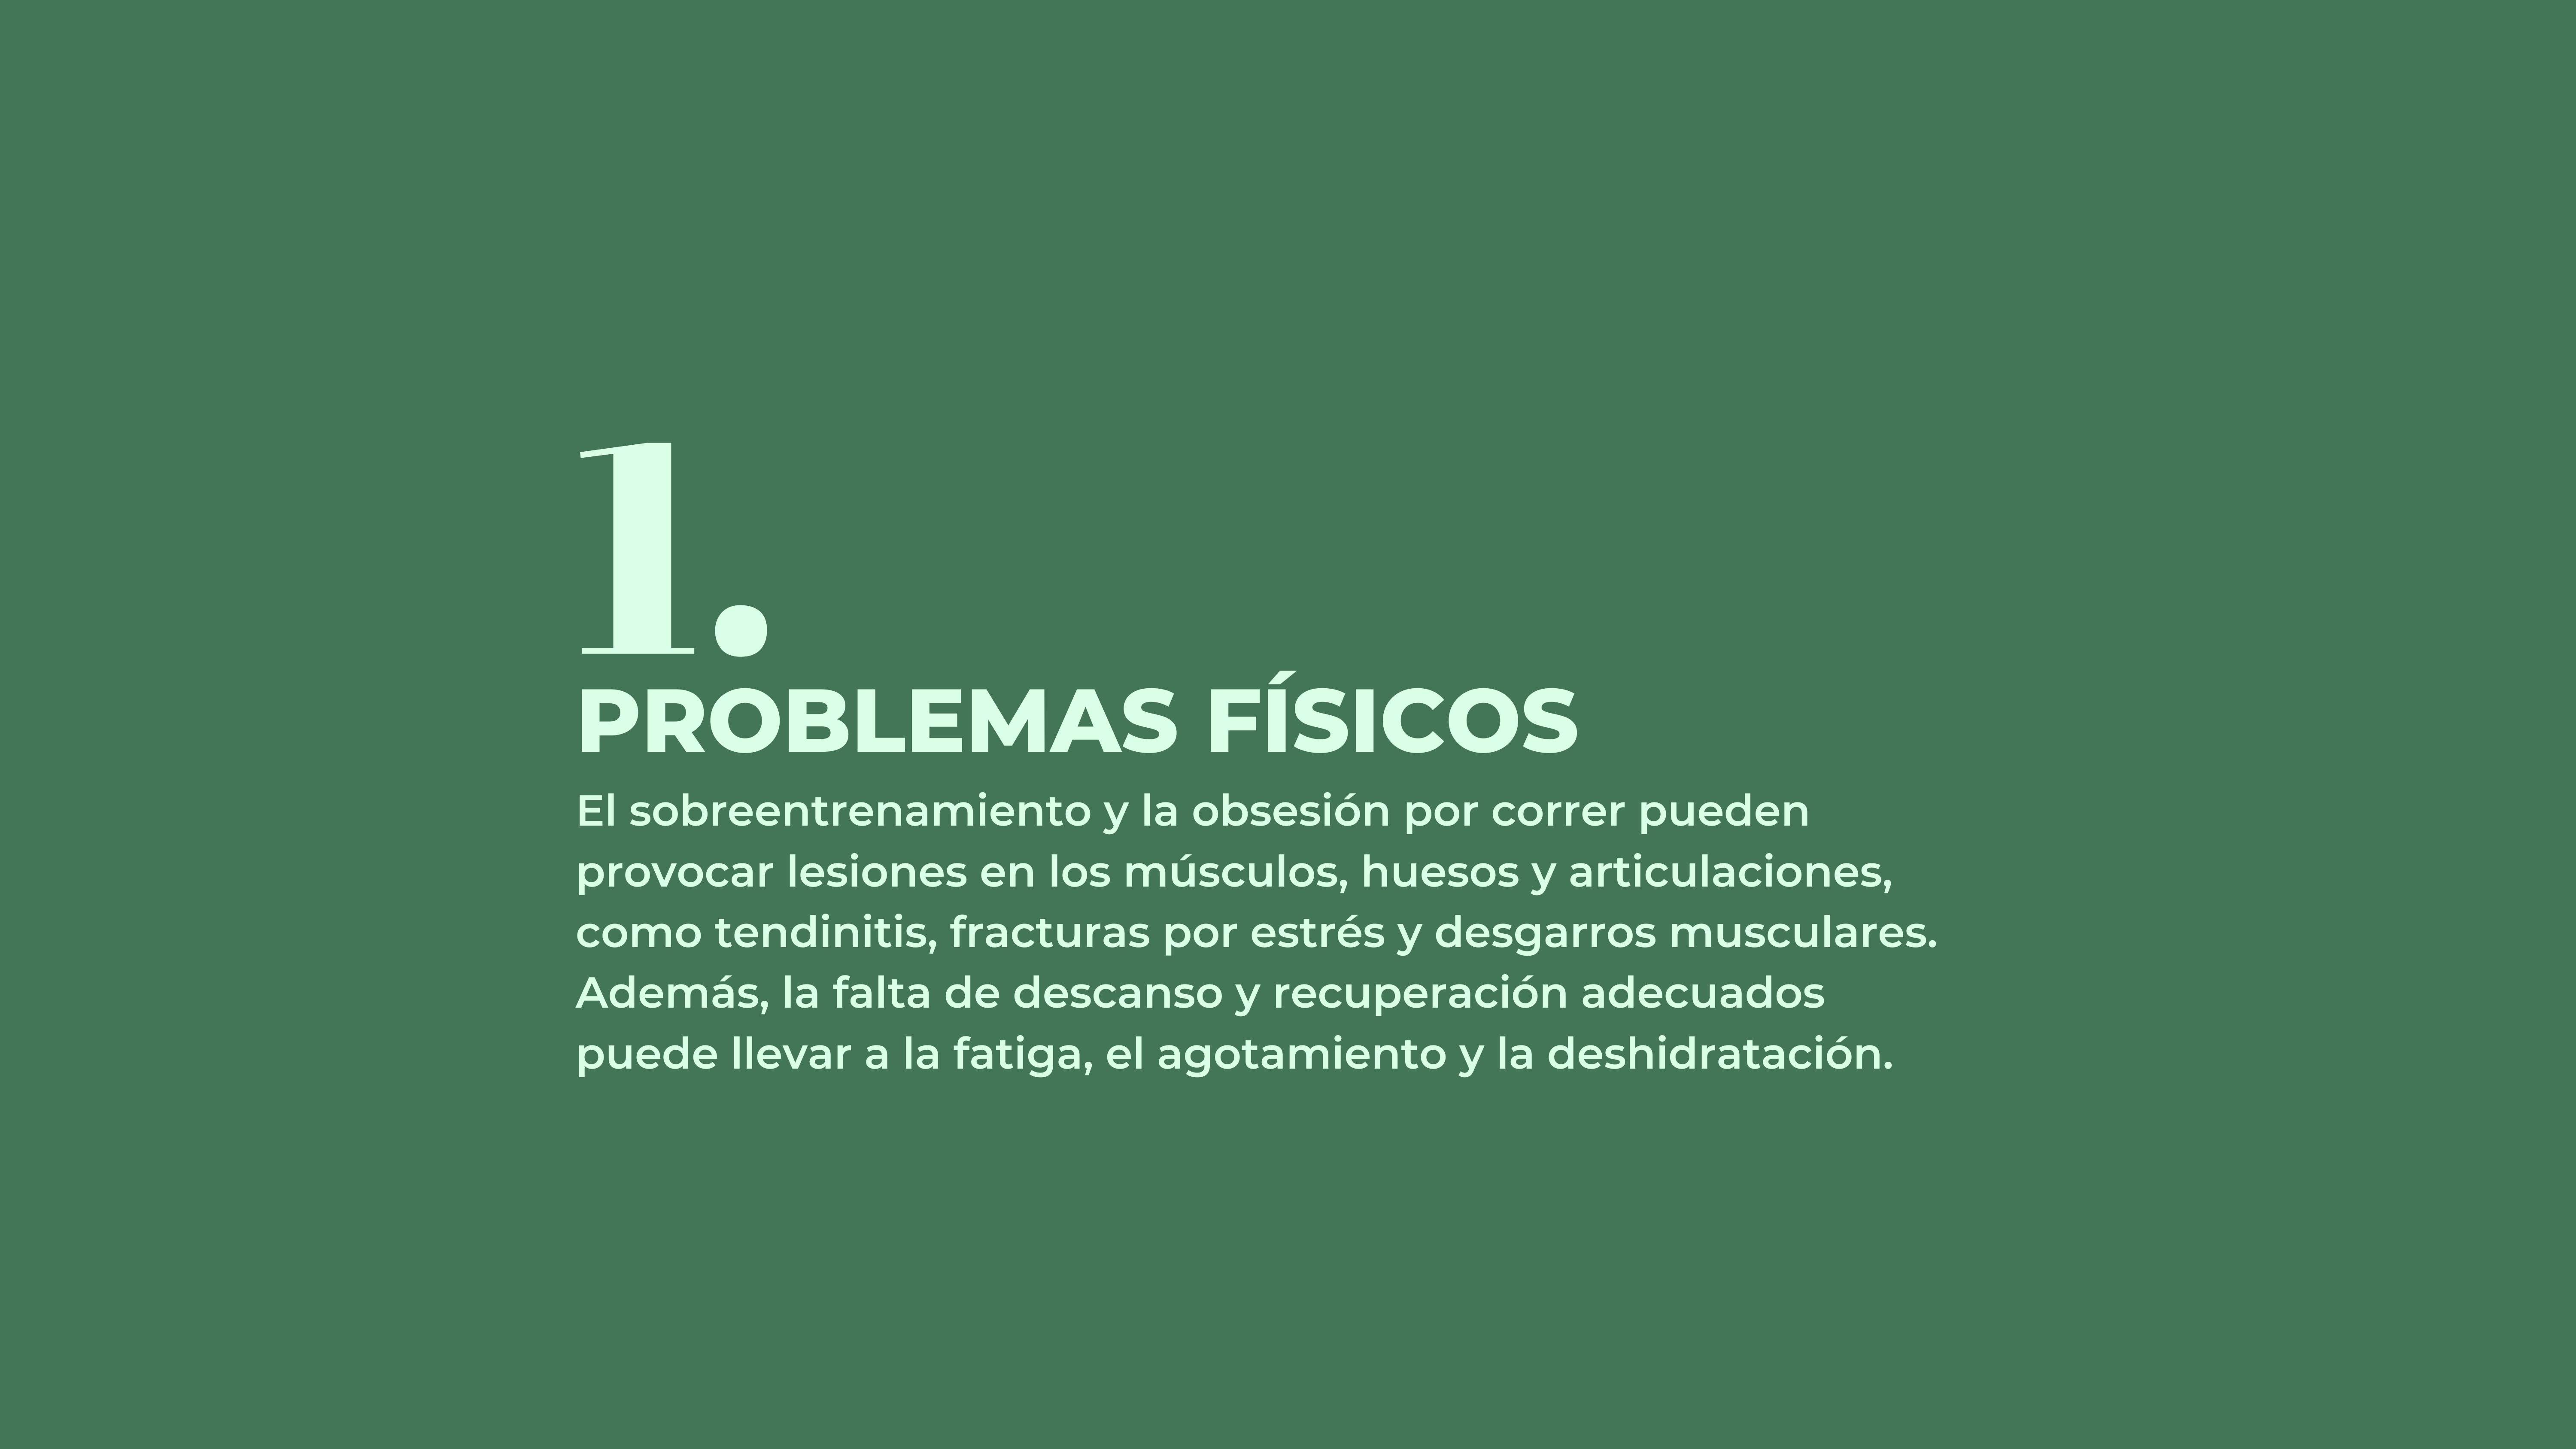 1.
PROBLEMAS FÍSICOS
El sobreentrenamiento y la obsesión por correr pueden
provocar lesiones en los músculos, huesos y articulaciones,
como tendinitis, fracturas por estrés y desgarros musculares.
Además, la falta de descanso y recuperación adecuados
puede llevar a la fatiga, el agotamiento y la deshidratación.